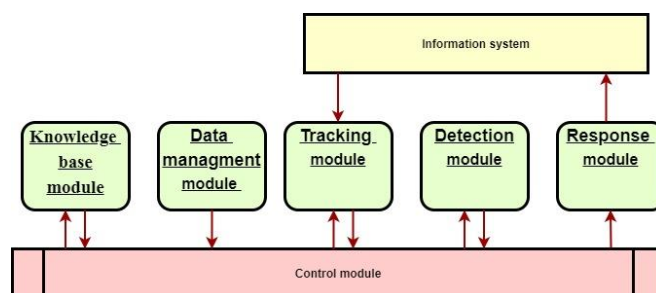 Information system
Knowledge
base
module
Data
managment
module
Tracking
module
Detection
module
Response
module
Control module